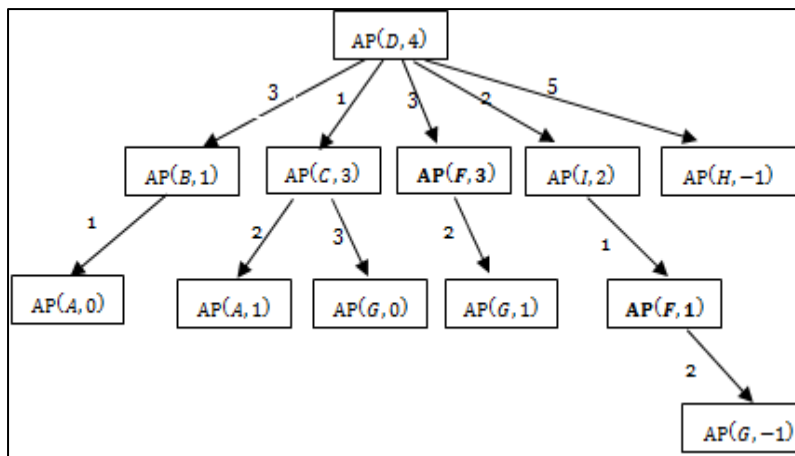 AP(D, 4)
3 1 3 2 5
AP(B, 1) AP(C, 3) AP(F, 3) AP(I, 2) AP(H, −1)
1 2 3 2 1
AP(A, 0) AP(A, 1) AP(G, 0) AP(G, 1) AP(F, 1)
2
AP(G, −1)